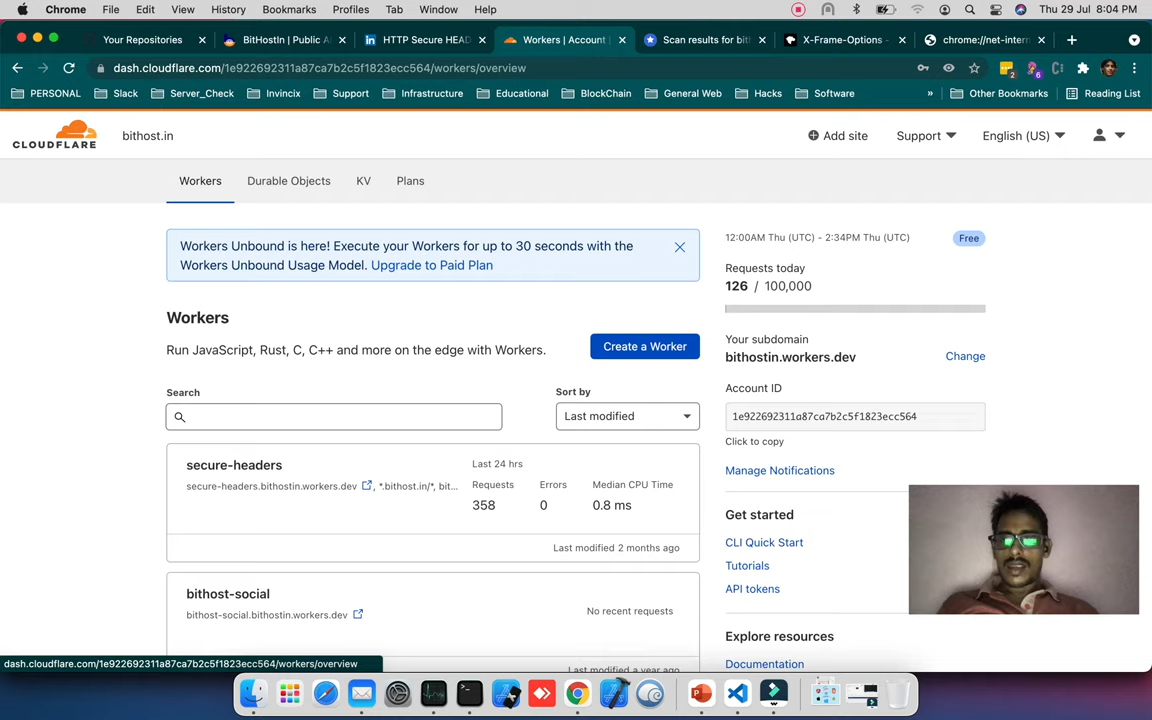 Chrome File Edit View History Bookmarks Profiles Tab Window Help Thu 29 Jul 8:04 PM
Your Repositories BitHostIn | Public A HTTP Secure HEAD Workers | Account Scan results for bit X-Frame-Options - chrome://net-intern
dash.cloudflare.com/1e922692311a87ca7b2c5f1823ecc564/workers/overview 2 6
PERSONAL Slack Server_Check Invincix Support Infrastructure Educational BlockChain General Web Hacks Software » Other Bookmarks Reading List
CLOUDFLARE bithost.in Add site Support English (US)
Workers Durable Objects KV Plans
Workers Unbound is here! Execute your Workers for up to 30 seconds with the
Workers Unbound Usage Model. Upgrade to Paid Plan
Workers
Run JavaScript, Rust, C, C++ and more on the edge with Workers. Create a Worker
Search Sort by
Last modified
secure-headers Last 24 hrs
secure-headers.bithostin.workers.dev , *.bithost.in/*, bit... Requests Errors Median CPU Time
358 0 0.8 ms
Last modified 2 months ago
bithost-social
bithost-social.bithostin.workers.dev No recent requests
Last modified a year ago
12:00AM Thu (UTC) - 2:34PM Thu (UTC) Free
Requests today
126 / 100,000
Your subdomain
bithostin.workers.dev Change
Account ID
1e922692311a87ca7b2c5f1823ecc564
Click to copy
Manage Notifications
Get started
CLI Quick Start
Tutorials
API tokens
Explore resources
Documentation
dash.cloudflare.com/1e922692311a87ca7b2c5f1823ecc564/workers/overview